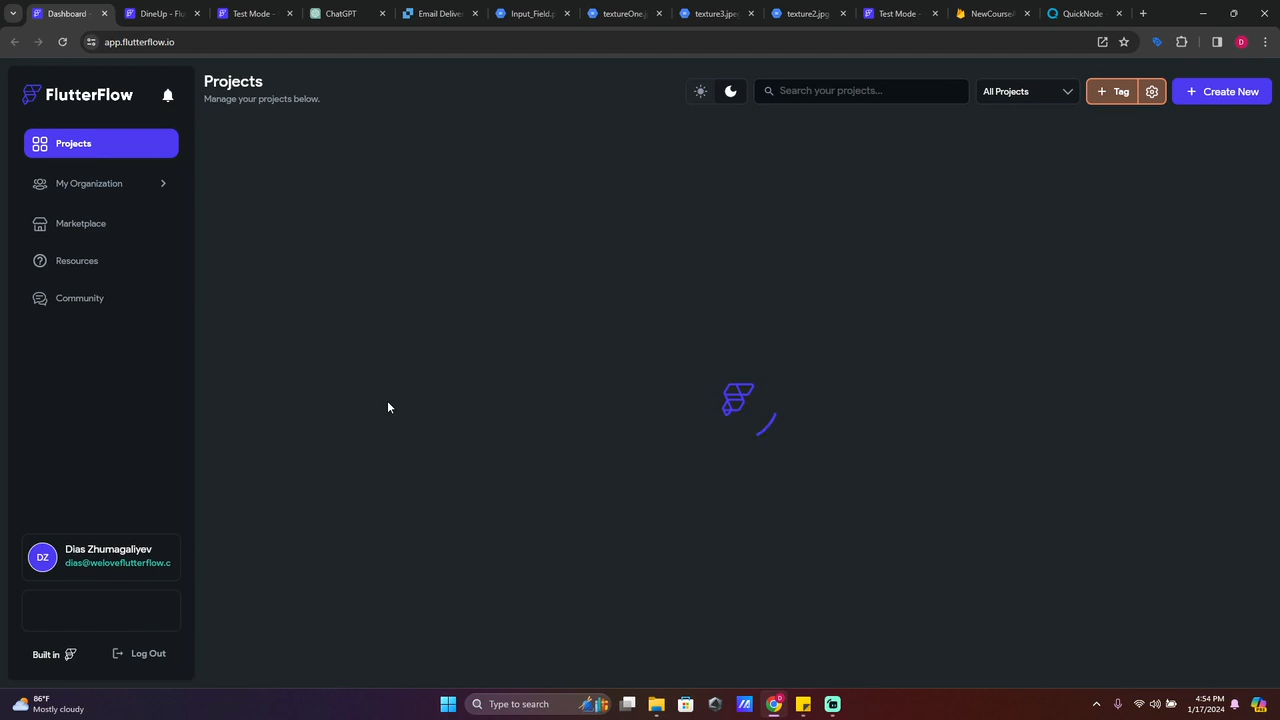 Dashboard -
DineUp - Flu
Test Mode -
ChatGPT
Email Deliver
Input_Field.p
textureOne.j
texture3.jpeg
texture2.jpg
Test Mode -
NewCourseA
QuickNode
app.flutterflow.io
FlutterFlow
Projects
My Organization
Marketplace
Resources
Community
DZ
Dias Zhumagaliyev
dias@weloveflutterflow.c
Built in
Log Out
Projects
Manage your projects below.
Search your projects...
All Projects
+ Tag
+ Create New
86°F
Mostly cloudy
Type to search
4:54 PM
1/17/2024